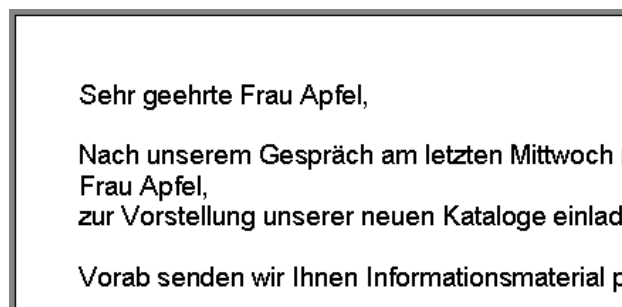 Sehr geehrte Frau Apfel,
Nach unserem Gespräch am letzten Mittwoch
Frau Apfel,
zur Vorstellung unserer neuen Kataloge einlad
Vorab senden wir Ihnen Informationsmaterial p